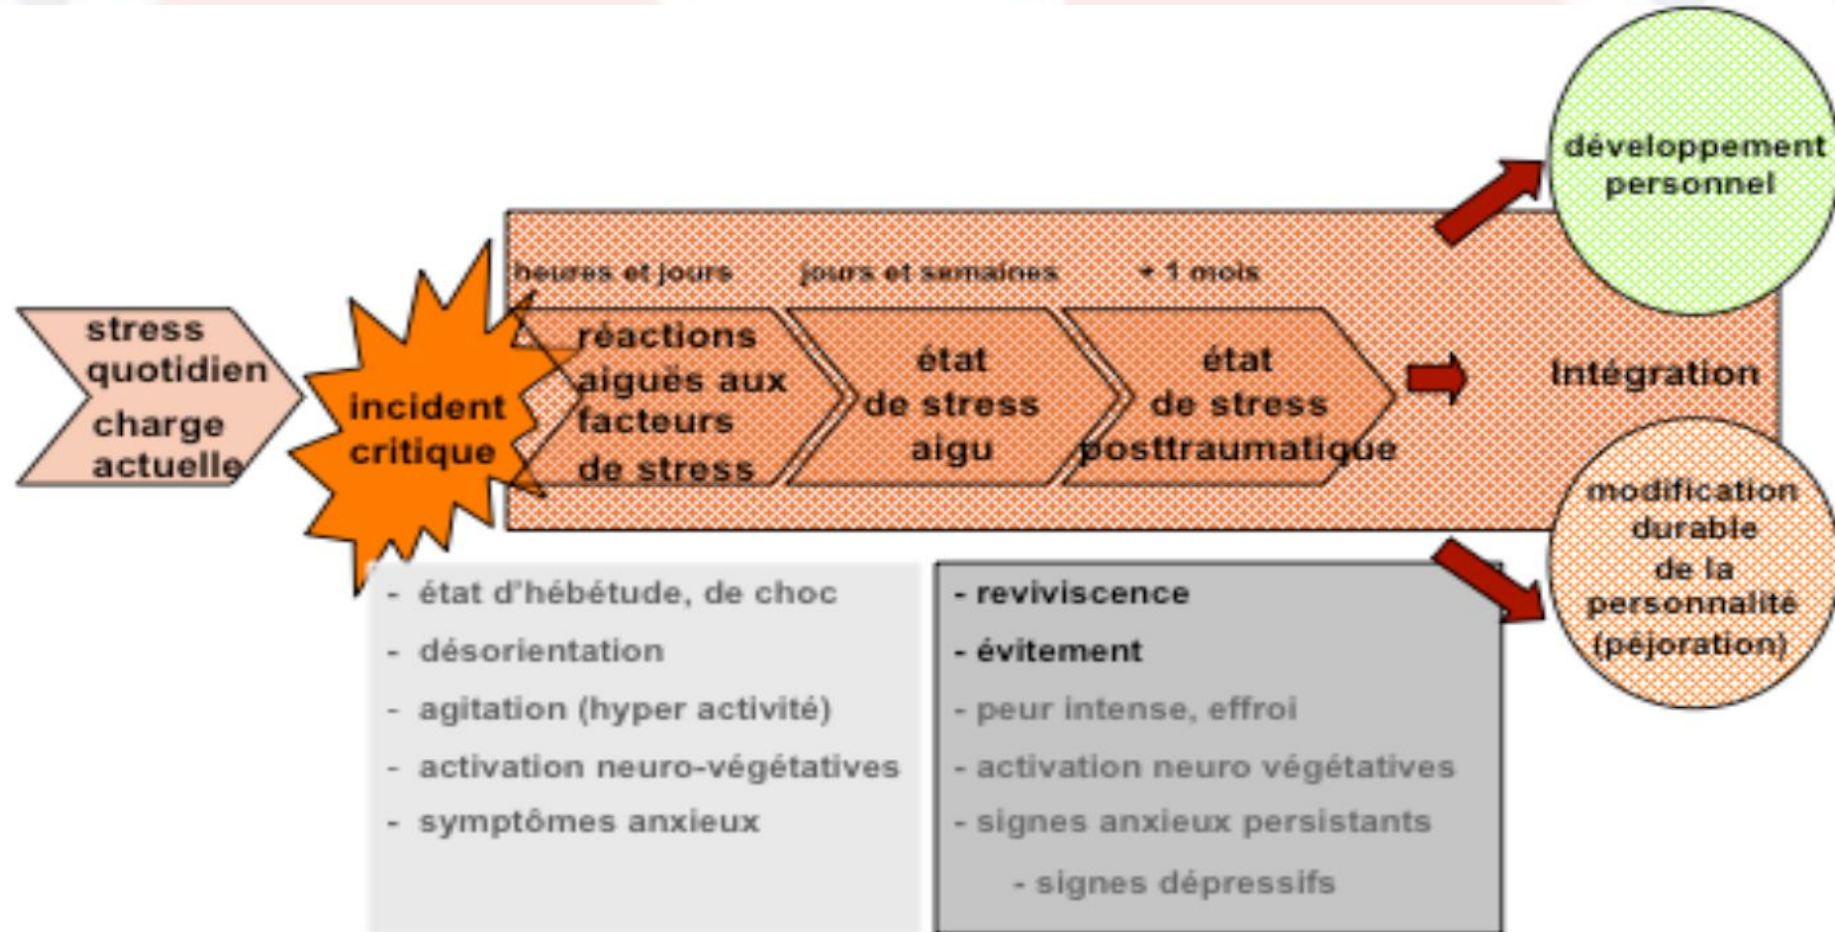 stress
quotidien
charge
actuelle
incident
critique
heures et jours
réactions
aiguës aux
facteurs
de stress
jours et semaines
état
de stress
aigu
+ 1 mois
état
de stress
posttraumatique
développement
personnel
Intégration
modification
durable
de la
personnalité
(péjoration)
- état d'hébétude, de choc
- désorientation
- agitation (hyper activité)
- activation neuro-végétatives
- symptômes anxieux
- reviviscence
- évitement
- peur intense, effroi
- activation neuro végétatives
- signes anxieux persistants
- signes dépressifs